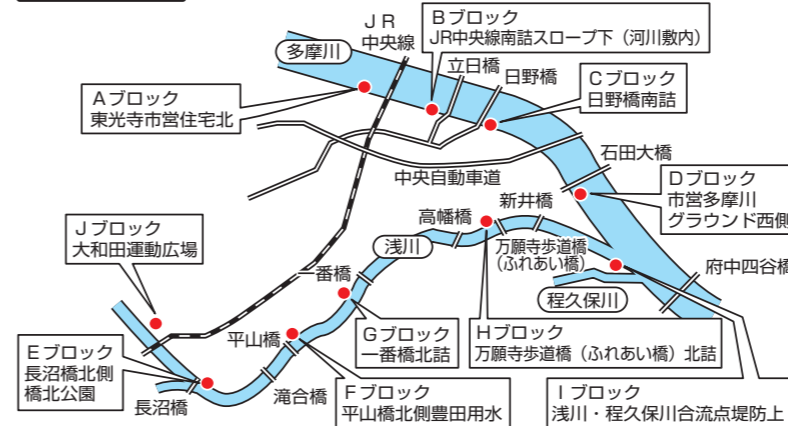 JR
中央線
多摩川
Bブロック
JR中央線南詰スロープ下（河川敷内）
立日橋
日野橋
Cブロック
日野橋南詰
Aブロック
東光寺市営住宅北
中央自動車道
石田大橋
Dブロック
市営多摩川
グラウンド西側
新井橋
高幡橋
Jブロック
大和田運動広場
浅川
万願寺歩道橋
（ふれあい橋）
府中四谷橋
一番橋
程久保川
平山橋
Gブロック
一番橋北詰
Hブロック
万願寺歩道橋（ふれあい橋）北詰
Eブロック
長沼橋北側
橋北公園
長沼橋
滝合橋
Fブロック
平山橋北側豊田用水
Iブロック
浅川・程久保川合流点堤防上